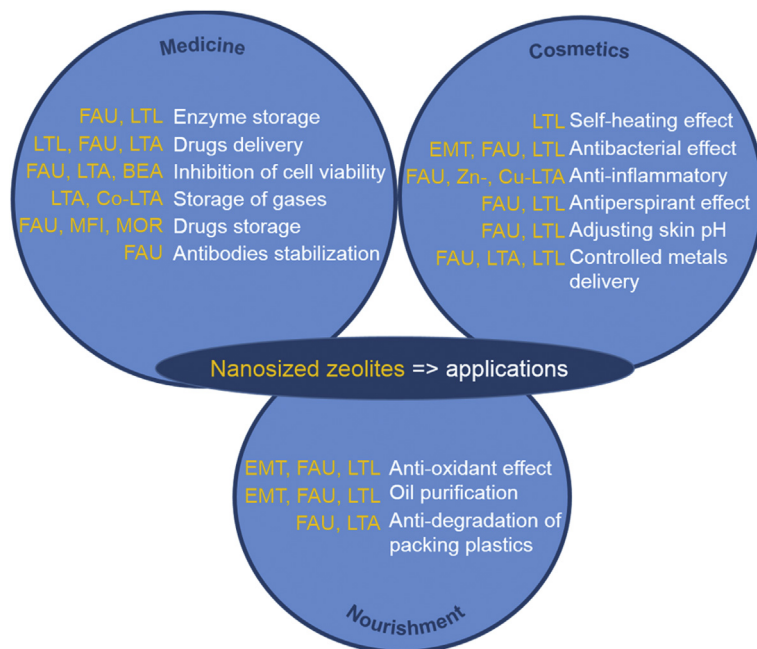 Medicine
FAU, LTL Enzyme storage
LTL, FAU, LTA Drugs delivery
FAU, LTA, BEA Inhibition of cell viability
LTA, Co-LTA Storage of gases
FAU, MFI, MOR Drugs storage
FAU Antibodies stabilization
Cosmetics
LTL Self-heating effect
EMT, FAU, LTL Antibacterial effect
FAU, Zn-, Cu-LTA Anti-inflammatory
FAU, LTL Antiperspirant effect
FAU, LTL Adjusting skin pH
FAU, LTA, LTL Controlled metals
delivery
Nanosized zeolites => applications
EMT, FAU, LTL Anti-oxidant effect
EMT, FAU, LTL Oil purification
FAU, LTA Anti-degradation of
packing plastics
Nourishment